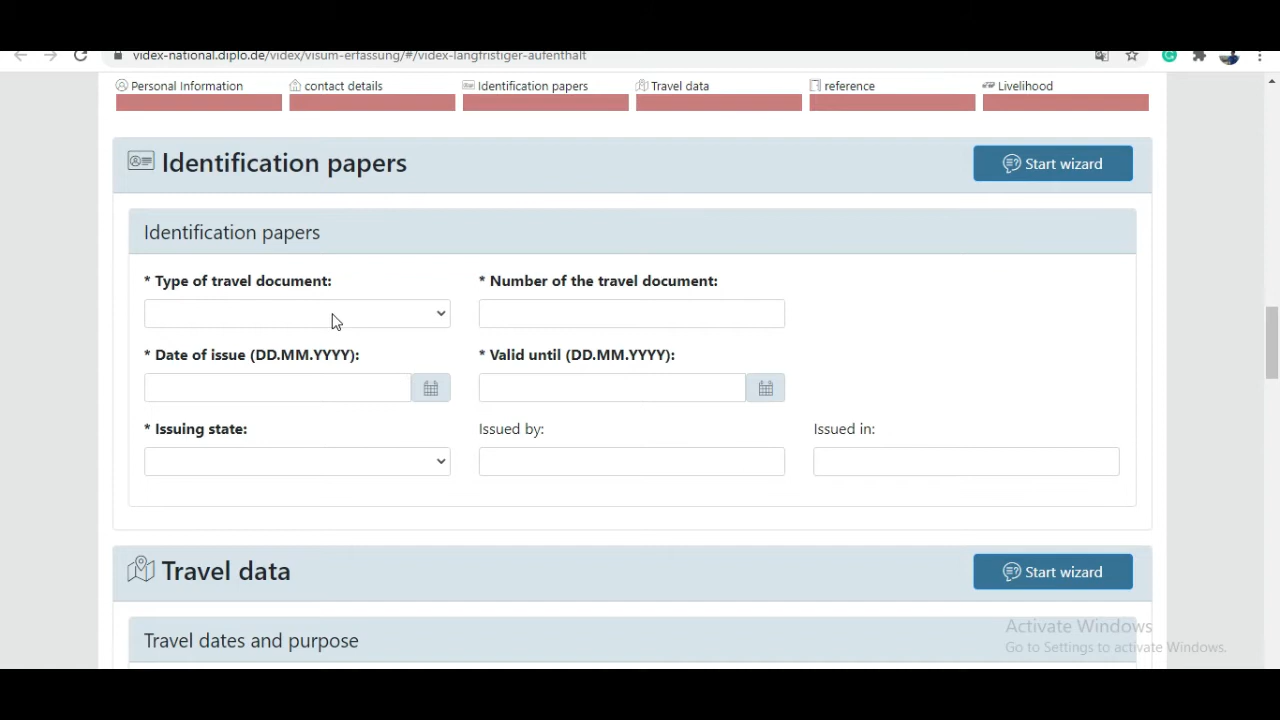 videx-national.diplo.de/videx/visum-erfassung/#/videx-langfristiger-aufenthalt
Personal Information contact details Identification papers Travel data reference Livelihood
Identification papers Start wizard
Identification papers
* Type of travel document: * Number of the travel document:
* Date of issue (DD.MM.YYYY): * Valid until (DD.MM.YYYY):
* Issuing state: Issued by: Issued in:
Travel data Start wizard
Travel dates and purpose
Activate Windows
Go to Settings to activate Windows.